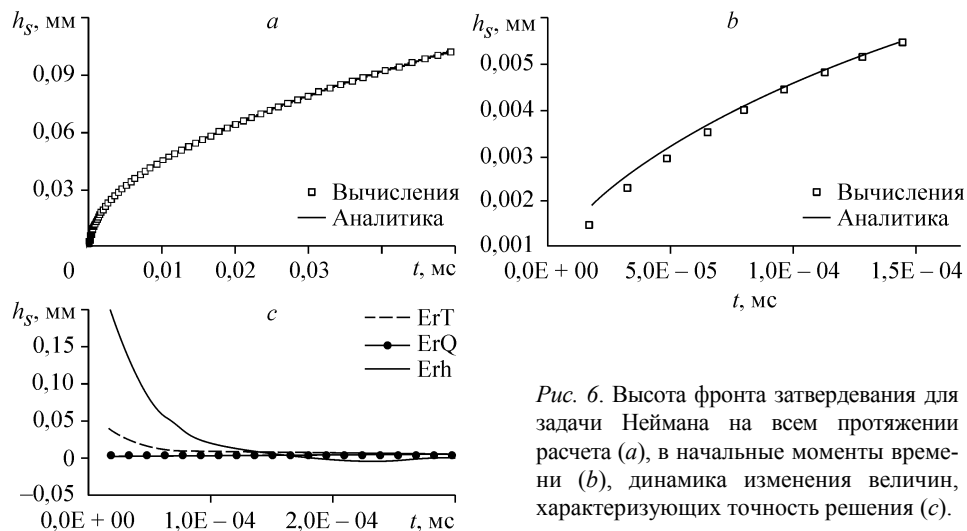 h_s, мм
a
0,09
0,06
0,03
0
0,01
0,02
0,03
t, мс
Вычисления
Аналитика
h_s, мм
b
0,005
0,003
0,002
0,001
0,0E + 00
5,0E – 05
1,0E – 04
1,5E – 04
t, мс
Вычисления
Аналитика
h_s, мм
c
0,15
0,10
0,05
0
–0,05
0,0E + 00
1,0E – 04
2,0E – 04
t, мс
ErT
ErQ
Erh
Рис. 6. Высота фронта затвердевания для
задачи Неймана на всем протяжении
расчета (a), в начальные моменты време-
ни (b), динамика изменения величин,
характеризующих точность решения (c).